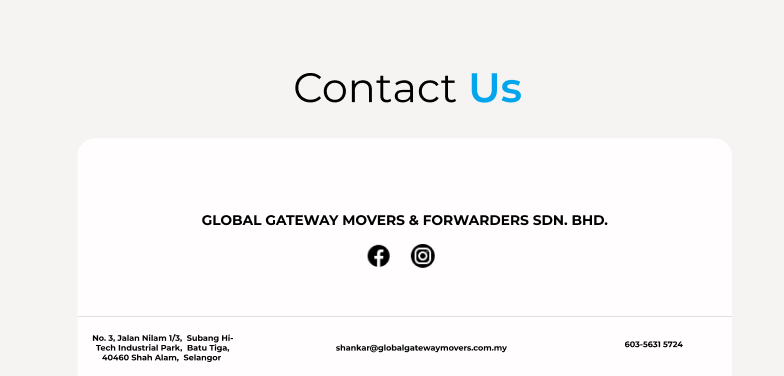 Contact Us
GLOBAL GATEWAY MOVERS & FORWARDERS SDN. BHD.
No. 3, Jalan Nilam 1/3, Subang Hi-
Tech Industrial Park, Batu Tiga,
40460 Shah Alam, Selangor
shankar@globalgatewaymovers.com.my
603-5631 5724